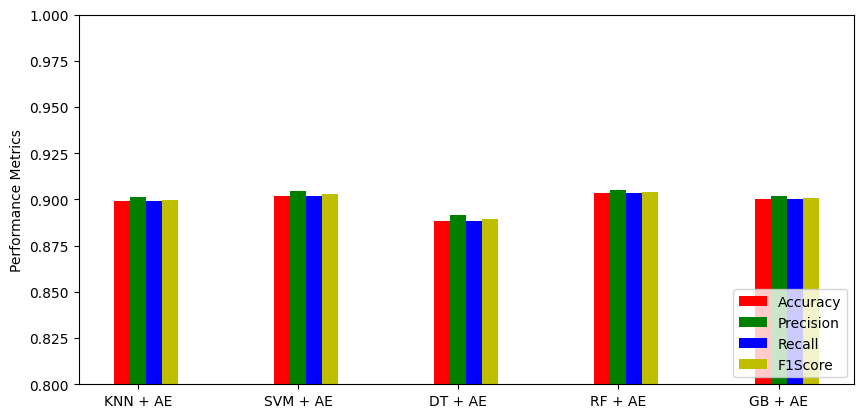 1.000
0.975
0.950
0.925
0.900
0.875
0.850
0.825
0.800
Performance Metrics
Accuracy
Precision
Recall
F1Score
KNN + AE
SVM + AE
DT + AE
RF + AE
GB + AE